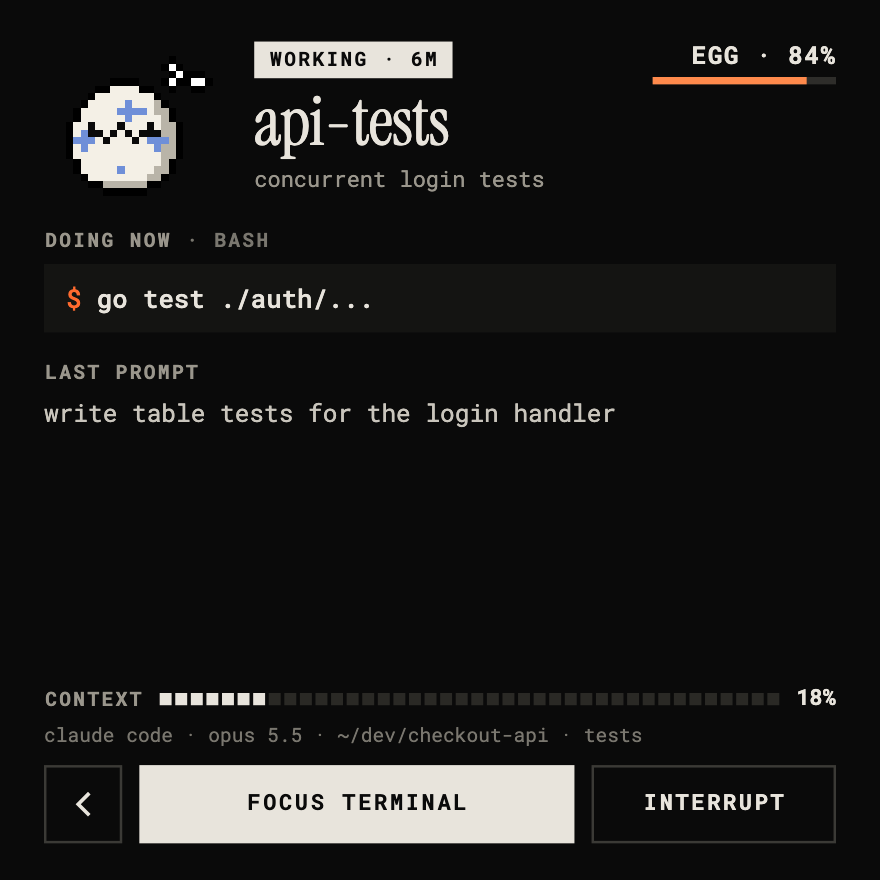 WORKING · 6M
EGG · 84%
api-tests
concurrent login tests
DOING NOW · BASH
$ go test ./auth/...
LAST PROMPT
write table tests for the login handler
CONTEXT 18%
claude code · opus 5.5 · ~/dev/checkout-api · tests
FOCUS TERMINAL
INTERRUPT